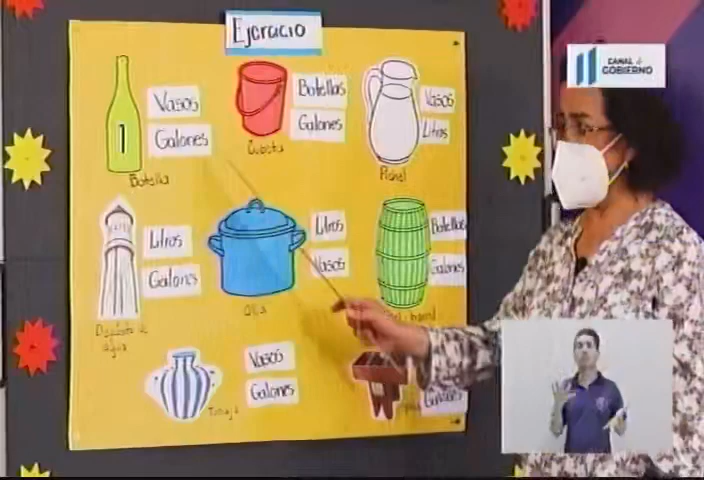 Ejercicio
CANAL de
GOBIERNO
Vasos
Galones
1
Botella
Botellas
Galones
Cubeta
Vasos
Litros
Pichel
Litros
Galones
Depósito de
agua
Litros
Vasos
Olla
Botellas
Galones
barril
Vasos
Galones
Tinaja
Galones